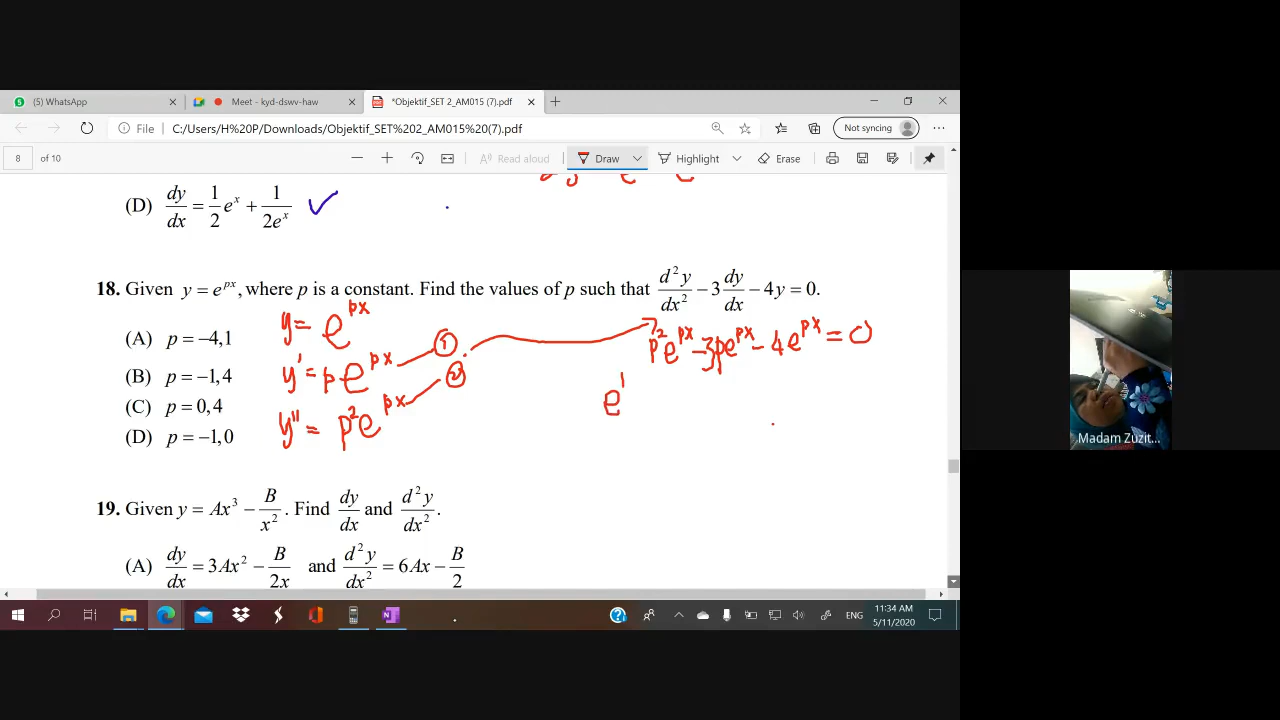 (5) WhatsApp
Meet - kyd-dswv-haw
*Objektif_SET 2_AM015 (7).pdf
File
C:/Users/H%20P/Downloads/Objektif_SET%202_AM015%20(7).pdf
Not syncing
8 of 10
Read aloud
Draw
Highlight
Erase
(D) dy/dx = 1/2 e^x + 1/(2e^x) ✓
18. Given y = e^{px}, where p is a constant. Find the values of p such that d²y/dx² − 3 dy/dx − 4y = 0.
y = e^{px}
(A) p = −4,1
y' = pe^{px} ①
p²e^{px} − 3pe^{px} − 4e^{px} = 0
(B) p = −1,4
(C) p = 0,4
y'' = p²e^{px} ②
e^1
(D) p = −1,0
19. Given y = Ax³ − B/x². Find dy/dx and d²y/dx².
(A) dy/dx = 3Ax² − B/2x and d²y/dx² = 6Ax − B/2
Madam Zuzit...
ENG
11:34 AM
5/11/2020